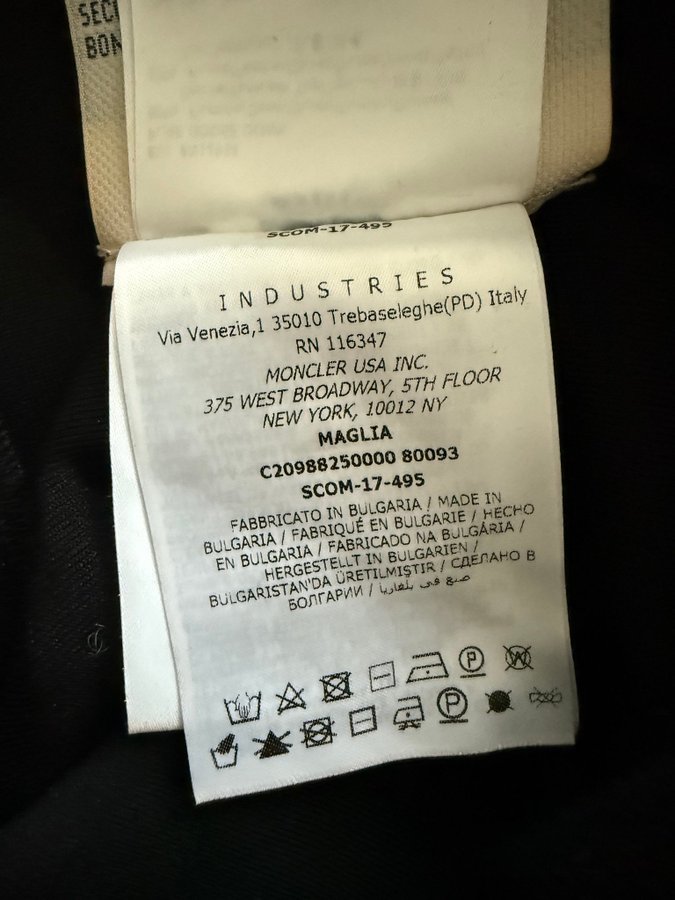 SECU
BON
SCOM-17-495
INDUSTRIES
Via Venezia,1 35010 Trebaseleghe(PD) Italy
RN 116347
MONCLER USA INC.
375 WEST BROADWAY, 5TH FLOOR
NEW YORK, 10012 NY
MAGLIA
C20988250000 80093
SCOM-17-495
FABBRICATO IN BULGARIA / MADE IN
BULGARIA / FABRIQUÉ EN BULGARIE / HECHO
EN BULGARIA / FABRICADO NA BULGÁRIA /
HERGESTELLT IN BULGARIEN /
BULGARISTAN'DA ÜRETILMIŞTIR / СДЕЛАНО В
БОЛГАРИИ / صنع في بلغاريا
P
W
P